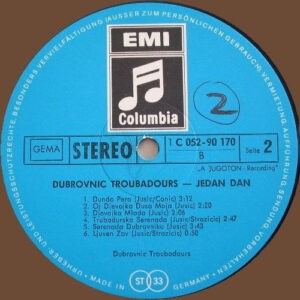 EMI
Columbia
2
GEMA
STEREO
1 C 052-90 170
B
Seite 2
"A JUGOTON - Recording"
DUBROVNIC TROUBADOURS — JEDAN DAN
1. Dundo Pero (Jusic/Conic) 3:12
2. Oj Djevojko Duso Moja (Jusic) 2:20
3. Djevojka Mlada (Jusic) 2:06
4. Trubadurska Serenada (Jusic/Strazicic) 2:47
5. Serenada Dubrovniku (Jusic) 3:43
6. Ljuven Zov (Jusic/Strazicic) 5:50
Dubrovnic Troubadours
MADE IN
ST 33
GERMANY